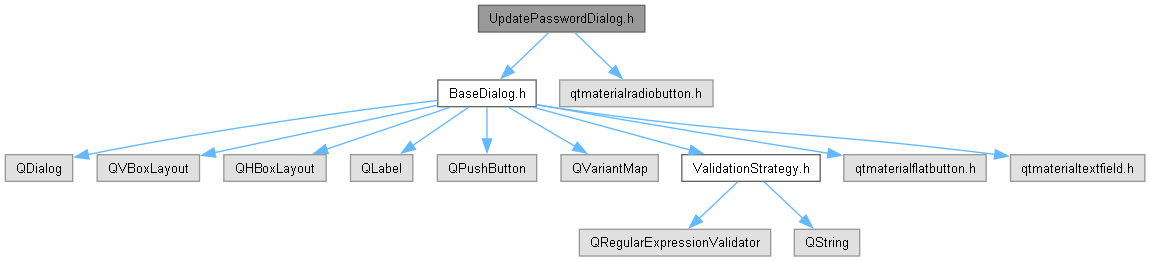 UpdatePasswordDialog.h
BaseDialog.h
qtmaterialradiobutton.h
QDialog
QVBoxLayout
QHBoxLayout
QLabel
QPushButton
QVariantMap
ValidationStrategy.h
qtmaterialflatbutton.h
qtmaterialtextfield.h
QRegularExpressionValidator
QString